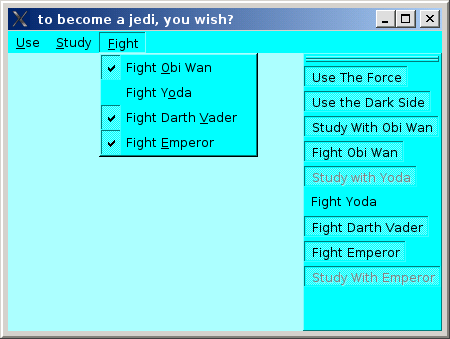 to become a jedi, you wish?
Use Study Fight
Fight Obi Wan
Fight Yoda
Fight Darth Vader
Fight Emperor
Use The Force
Use the Dark Side
Study With Obi Wan
Fight Obi Wan
Study with Yoda
Fight Yoda
Fight Darth Vader
Fight Emperor
Study With Emperor